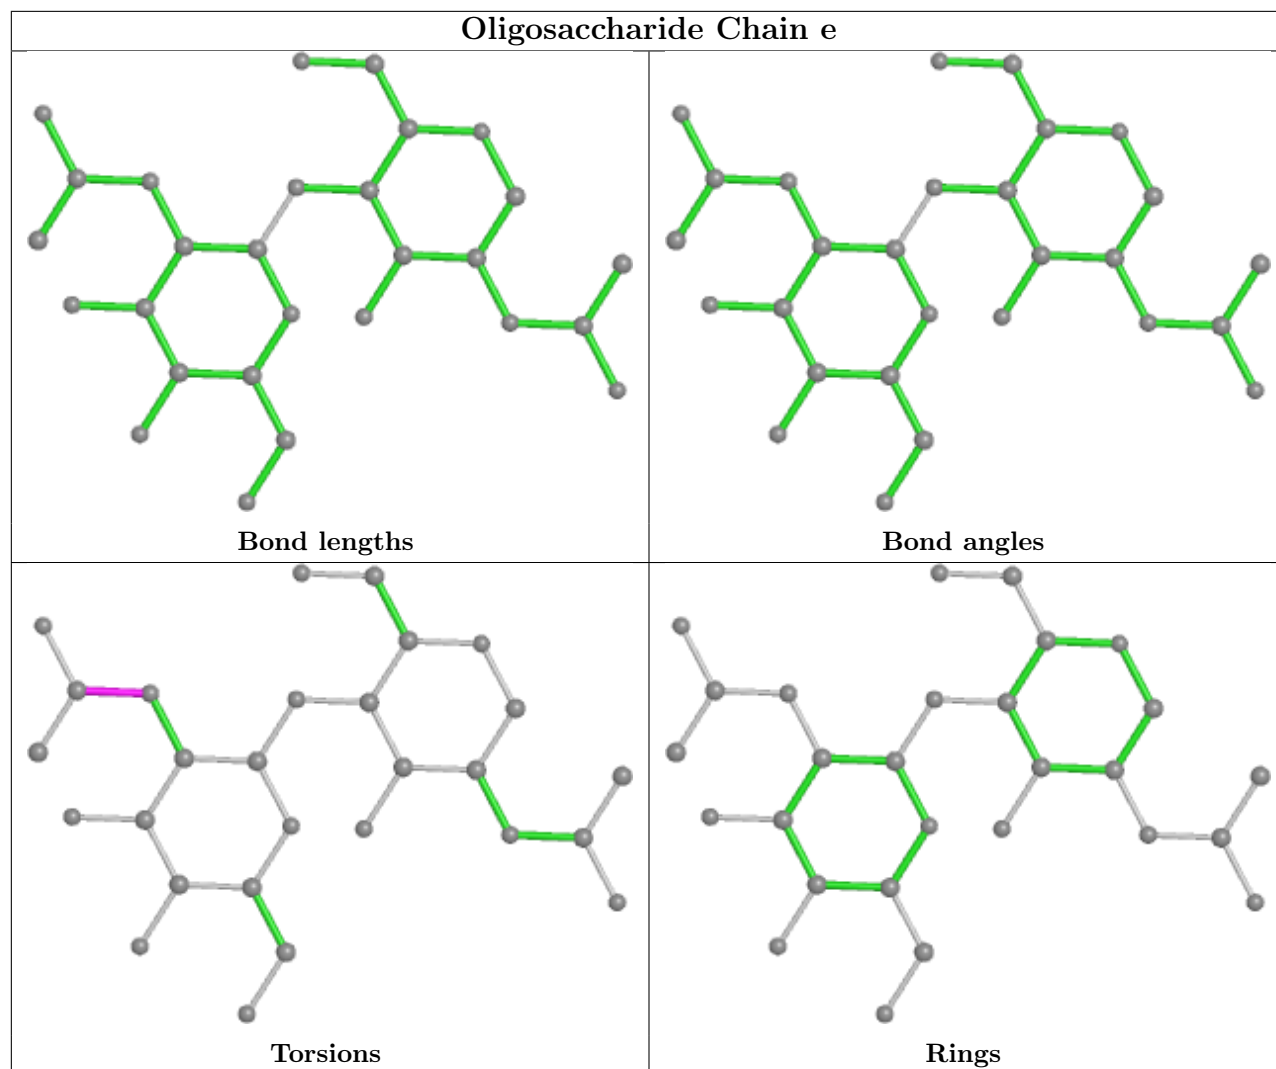 Oligosaccharide Chain e
Bond lengths
Bond angles
Torsions
Rings